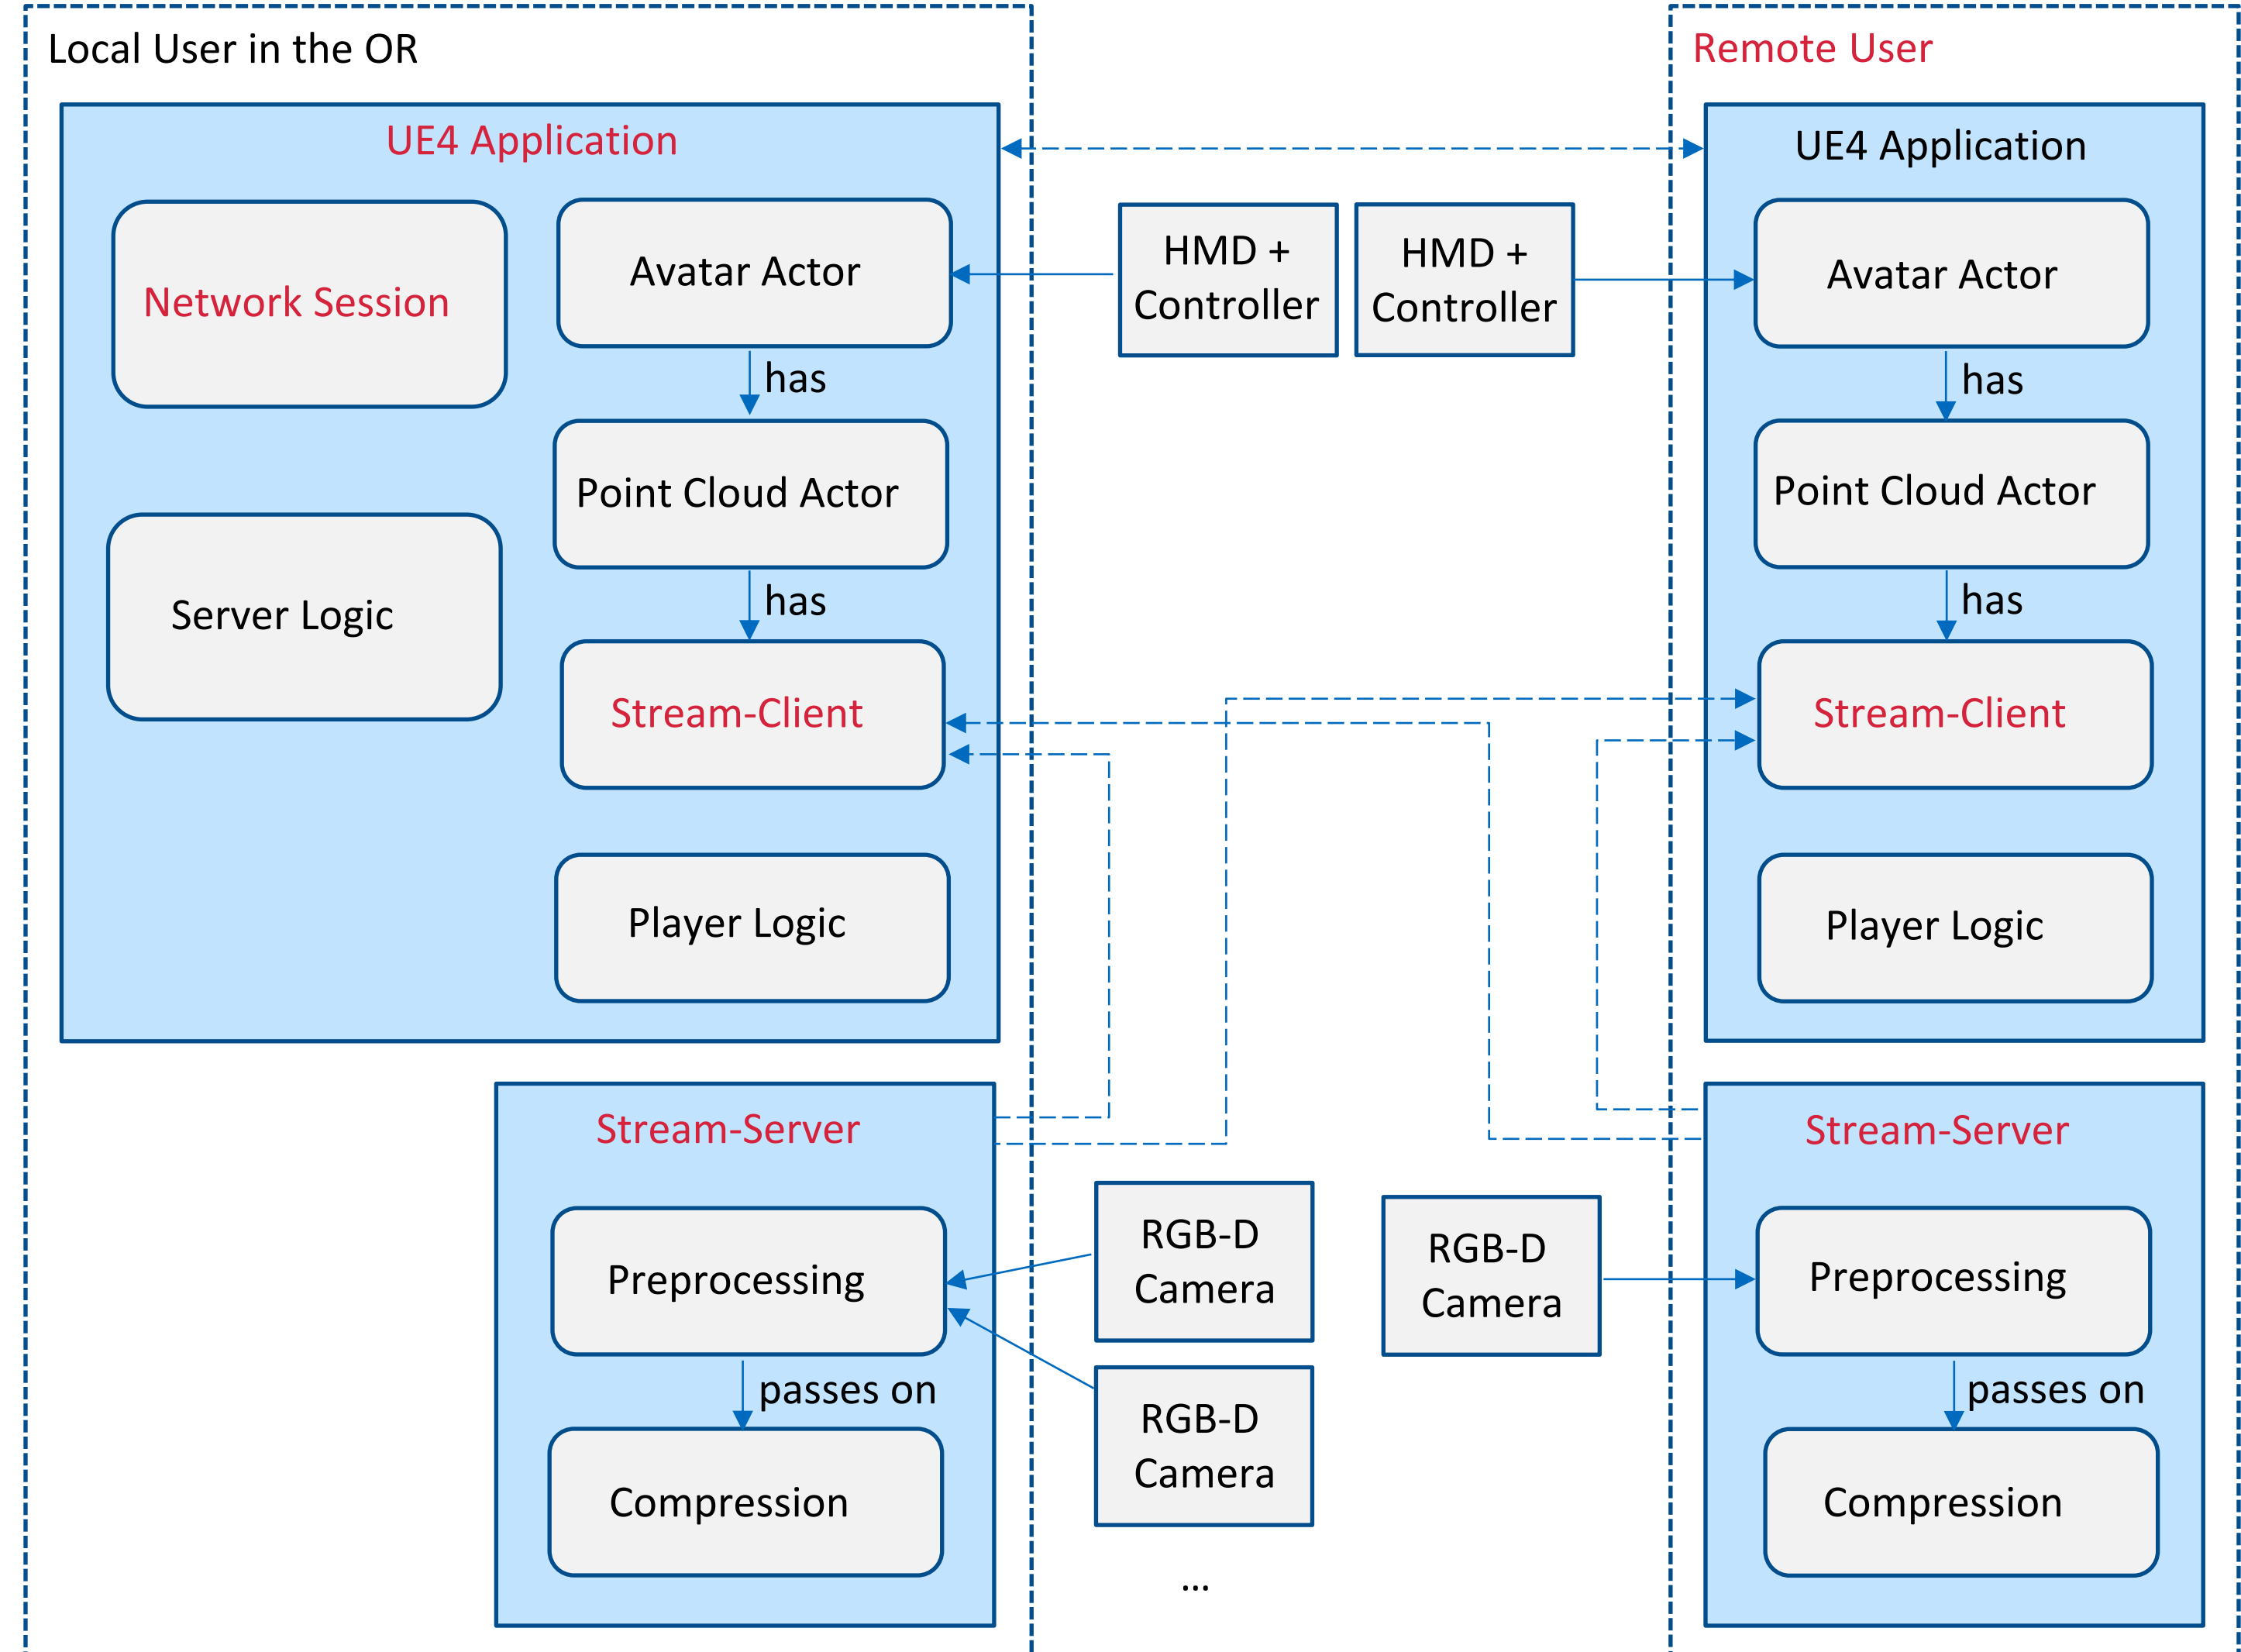 Local User in the OR
UE4 Application
Network Session
Server Logic
Avatar Actor
has
Point Cloud Actor
has
Stream-Client
Player Logic
Stream-Server
Preprocessing
passes on
Compression
HMD +
Controller
HMD +
Controller
RGB-D
Camera
RGB-D
Camera
...
RGB-D
Camera
Remote User
UE4 Application
Avatar Actor
has
Point Cloud Actor
has
Stream-Client
Player Logic
Stream-Server
Preprocessing
passes on
Compression